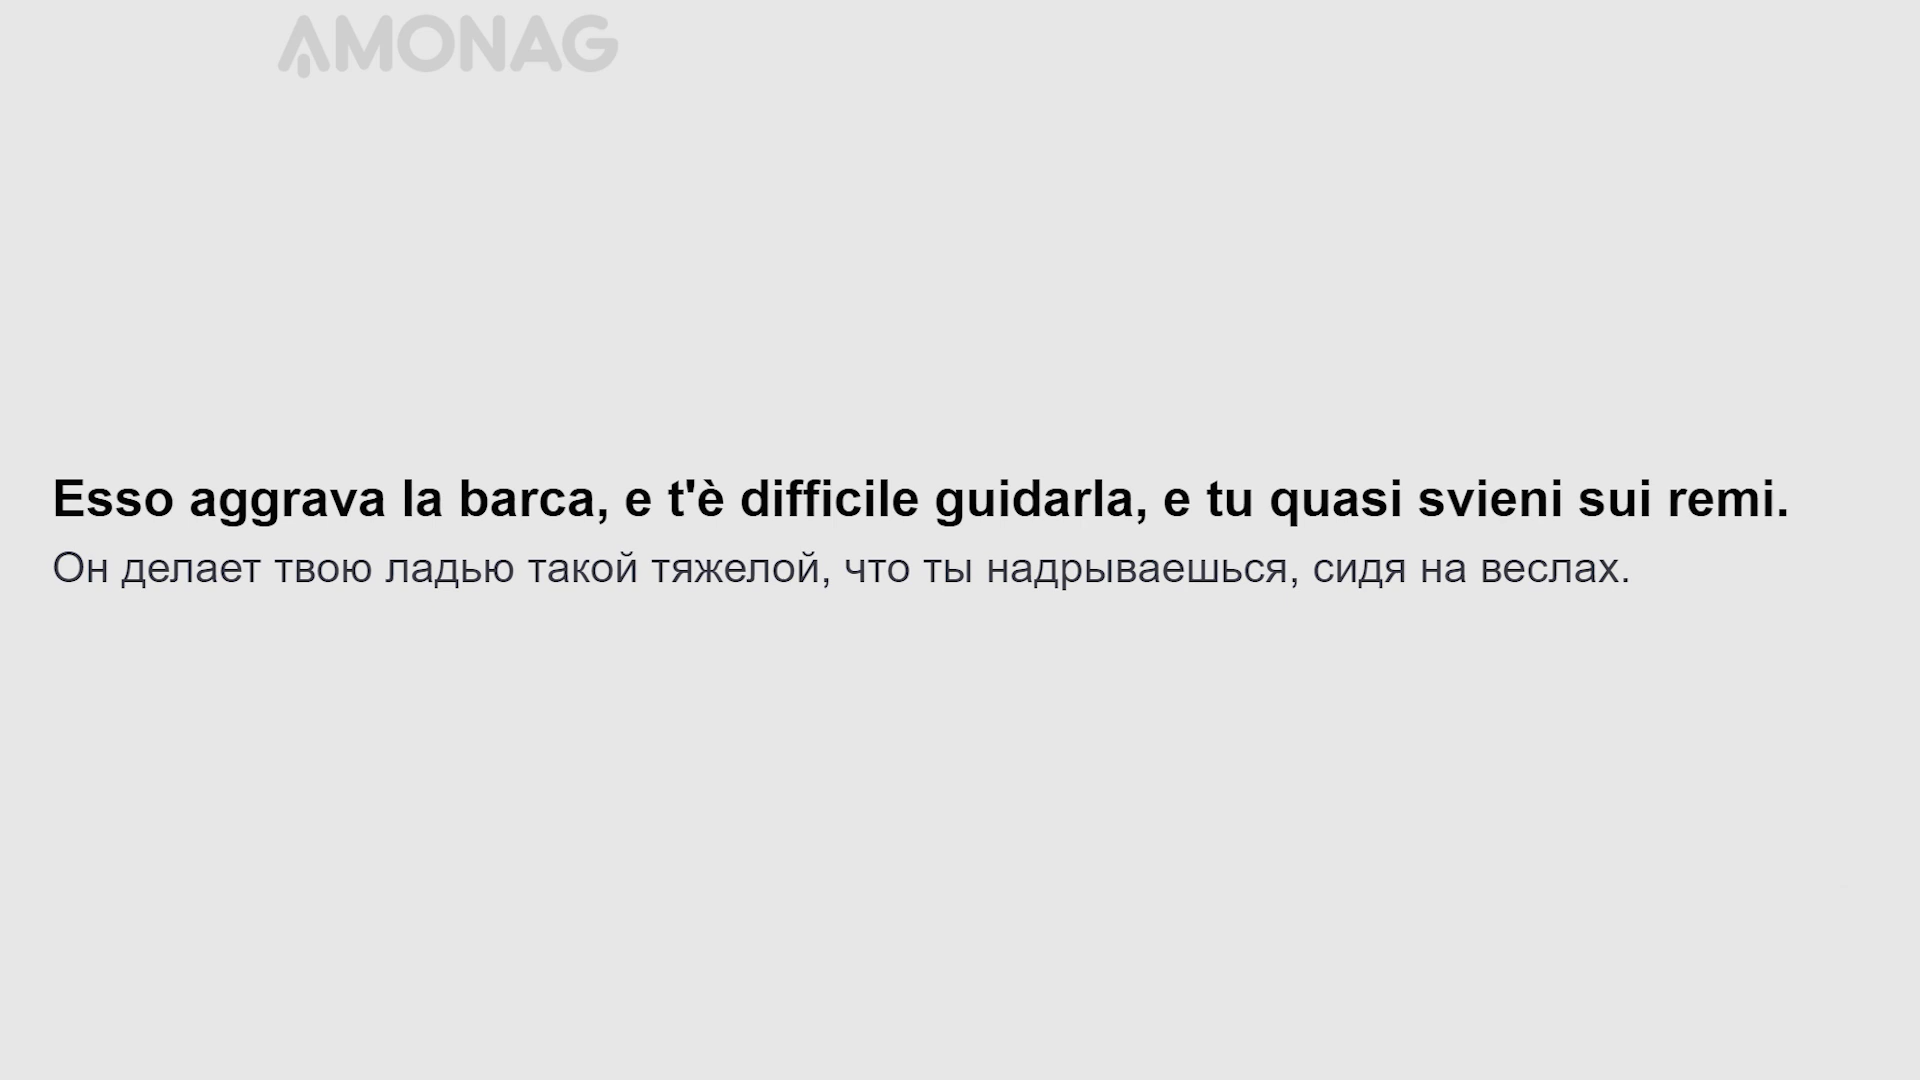 AMONAG
Esso aggrava la barca, e t'è difficile guidarla, e tu quasi svieni sui remi.
Он делает твою ладью такой тяжелой, что ты надрываешься, сидя на веслах.